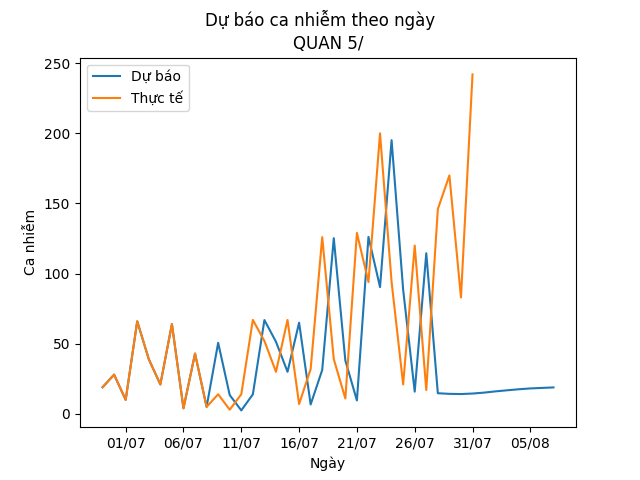 Dự báo ca nhiễm theo ngày
QUAN 5/
250
200
150
100
50
0
Ca nhiễm
Dự báo
Thực tế
01/07 06/07 11/07 16/07 21/07 26/07 31/07 05/08
Ngày